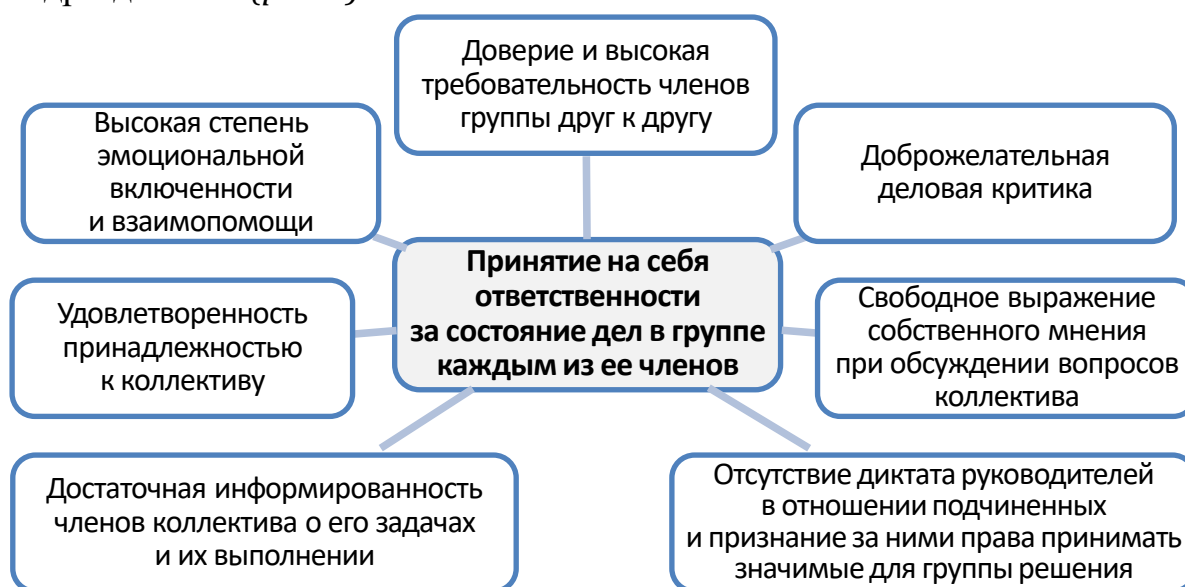 Доверие и высокая
требовательность членов
группы друг к другу
Высокая степень
эмоциональной
включенности
и взаимопомощи
Доброжелательная
деловая критика
Принятие на себя
ответственности
за состояние дел в группе
каждым из ее членов
Удовлетворенность
принадлежностью
к коллективу
Свободное выражение
собственного мнения
при обсуждении вопросов
коллектива
Достаточная информированность
членов коллектива о его задачах
и их выполнении
Отсутствие диктата руководителей
в отношении подчиненных
и признание за ними права принимать
значимые для группы решения